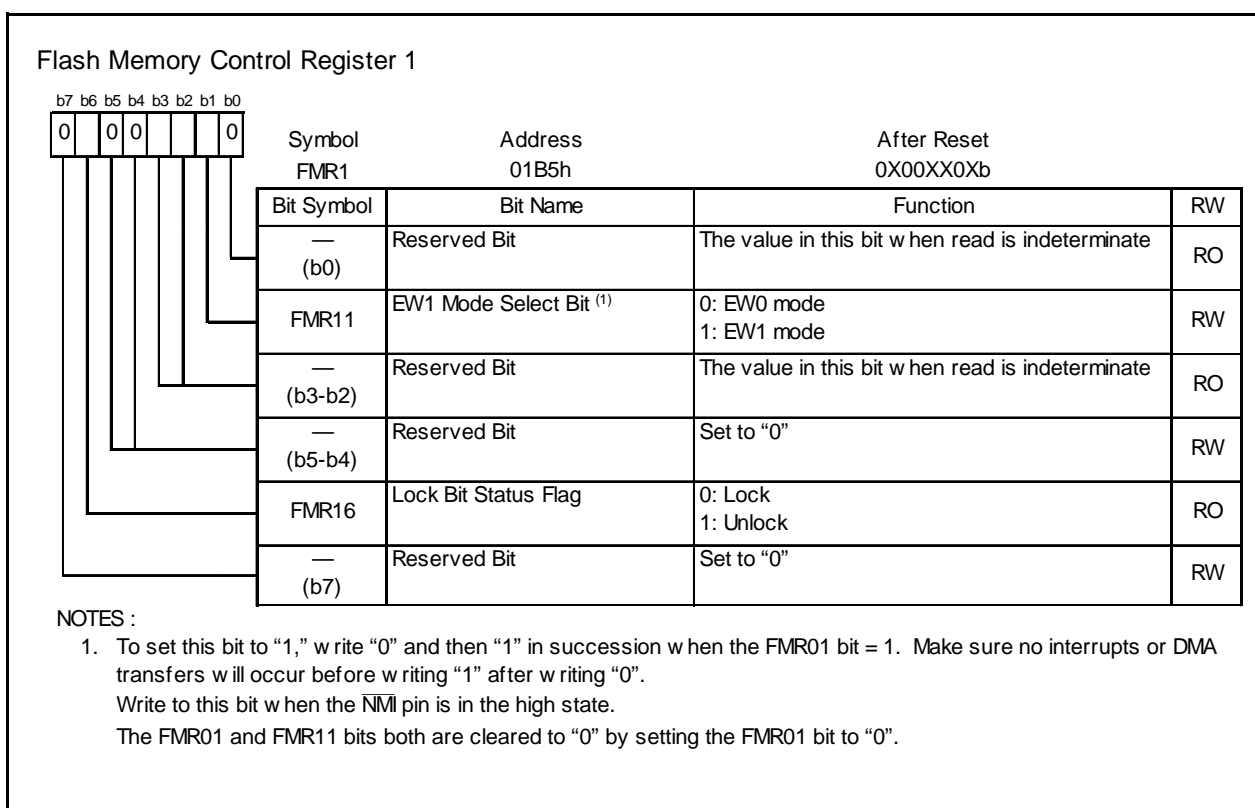 Flash Memory Control Register 1
b7 b6 b5 b4 b3 b2 b1 b0
0 0 0 0
Symbol Address After Reset
FMR1 01B5h 0X00XX0Xb
Bit Symbol Bit Name Function RW
— (b0) Reserved Bit The value in this bit when read is indeterminate RO
FMR11 EW1 Mode Select Bit (1) 0: EW0 mode
1: EW1 mode RW
— (b3-b2) Reserved Bit The value in this bit when read is indeterminate RO
— (b5-b4) Reserved Bit Set to “0” RW
FMR16 Lock Bit Status Flag 0: Lock
1: Unlock RO
— (b7) Reserved Bit Set to “0” RW
NOTES :
1. To set this bit to “1,” write “0” and then “1” in succession when the FMR01 bit = 1. Make sure no interrupts or DMA
transfers will occur before writing “1” after writing “0”.
Write to this bit when the NMI pin is in the high state.
The FMR01 and FMR11 bits both are cleared to “0” by setting the FMR01 bit to “0”.